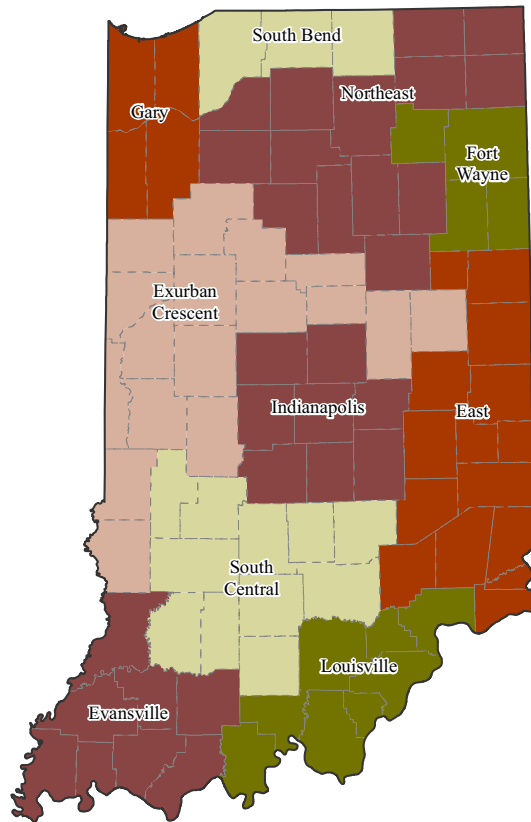 South Bend
Northeast
Gary
Fort
Wayne
Exurban
Crescent
Indianapolis
East
South
Central
Louisville
Evansville